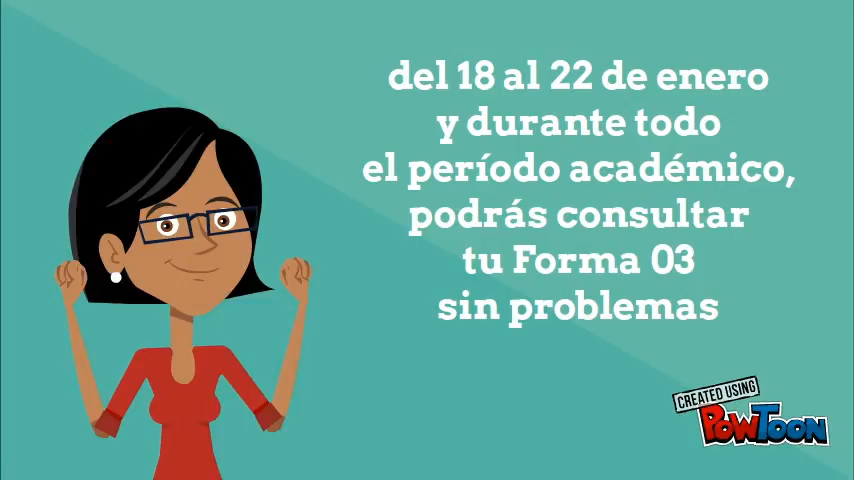 del 18 al 22 de enero
y durante todo
el período académico,
podrás consultar
tu Forma 03
sin problemas
CREATED USING
POWTOON